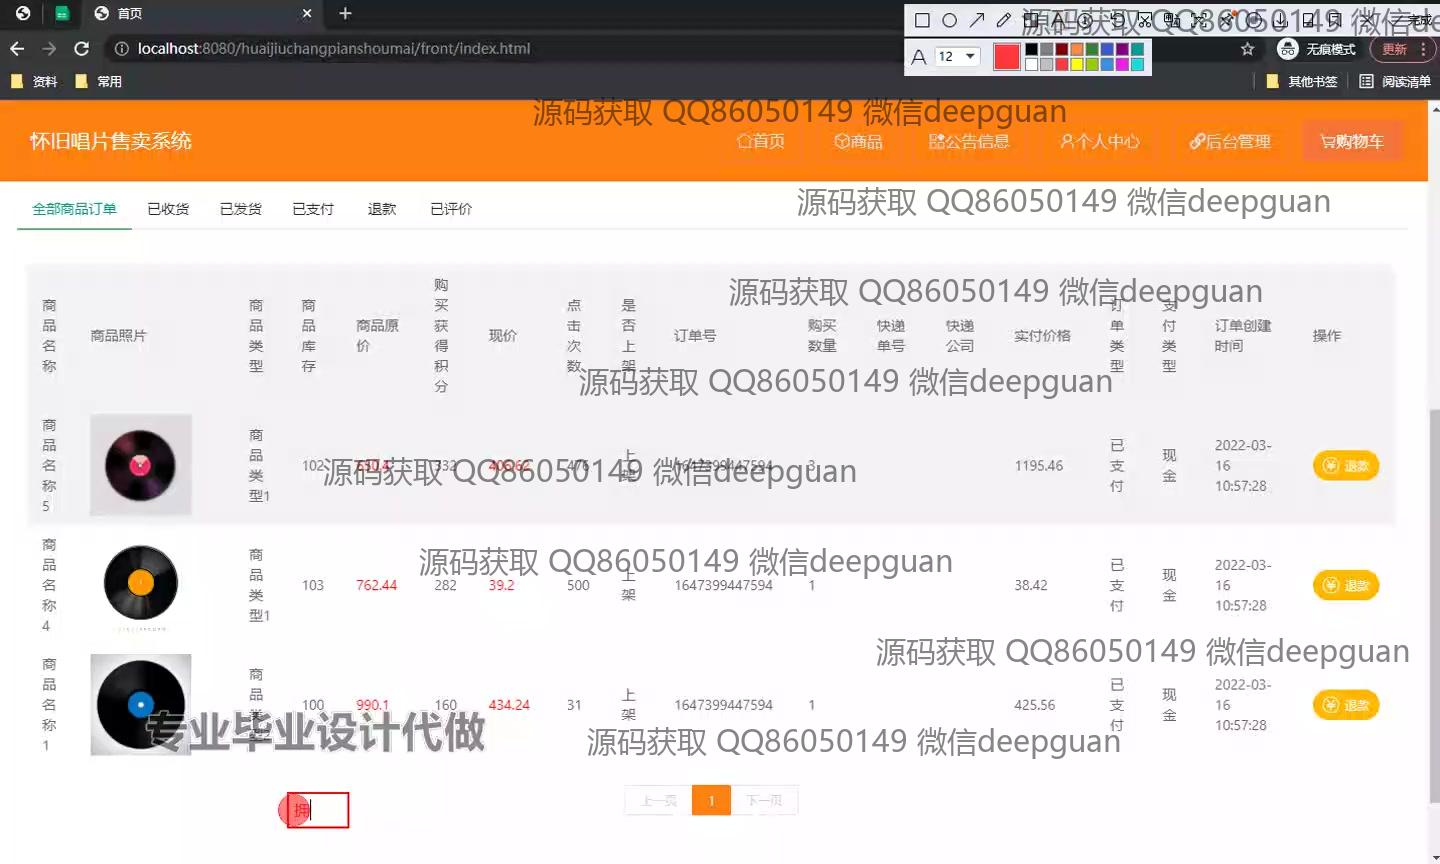 首页
localhost:8080/huaijiuchangpianshoumai/front/index.html
无痕模式
更新
完成
A 12
资料
常用
其他书签
阅读清单
源码获取 QQ86050149 微信deepguan
怀旧唱片售卖系统
首页
商品
公告信息
个人中心
后台管理
购物车
源码获取 QQ86050149 微信deepguan
全部商品订单
已收货
已发货
已支付
退款
已评价
源码获取 QQ86050149 微信deepguan
商品名称
商品照片
商品类型
商品库存
商品原价
购买获得积分
现价
点击次数
是否上架
订单号
购买数量
快递单号
快递公司
实付价格
订单类型
支付类型
订单创建时间
操作
源码获取 QQ86050149 微信deepguan
商品名称5
商品类型1
102
332
406.62
476
上架
1647399447594
3
1195.46
已支付
现金
2022-03-16 10:57:28
退款
源码获取 QQ86050149 微信deepguan
商品名称4
商品类型1
103
762.44
282
39.2
500
上架
1647399447594
1
38.42
已支付
现金
2022-03-16 10:57:28
退款
源码获取 QQ86050149 微信deepguan
源码获取 QQ86050149 微信deepguan
商品名称1
100
990.1
160
434.24
31
上架
1647399447594
1
425.56
已支付
现金
2022-03-16 10:57:28
退款
专业毕业设计代做
源码获取 QQ86050149 微信deepguan
拥
上一页
1
下一页